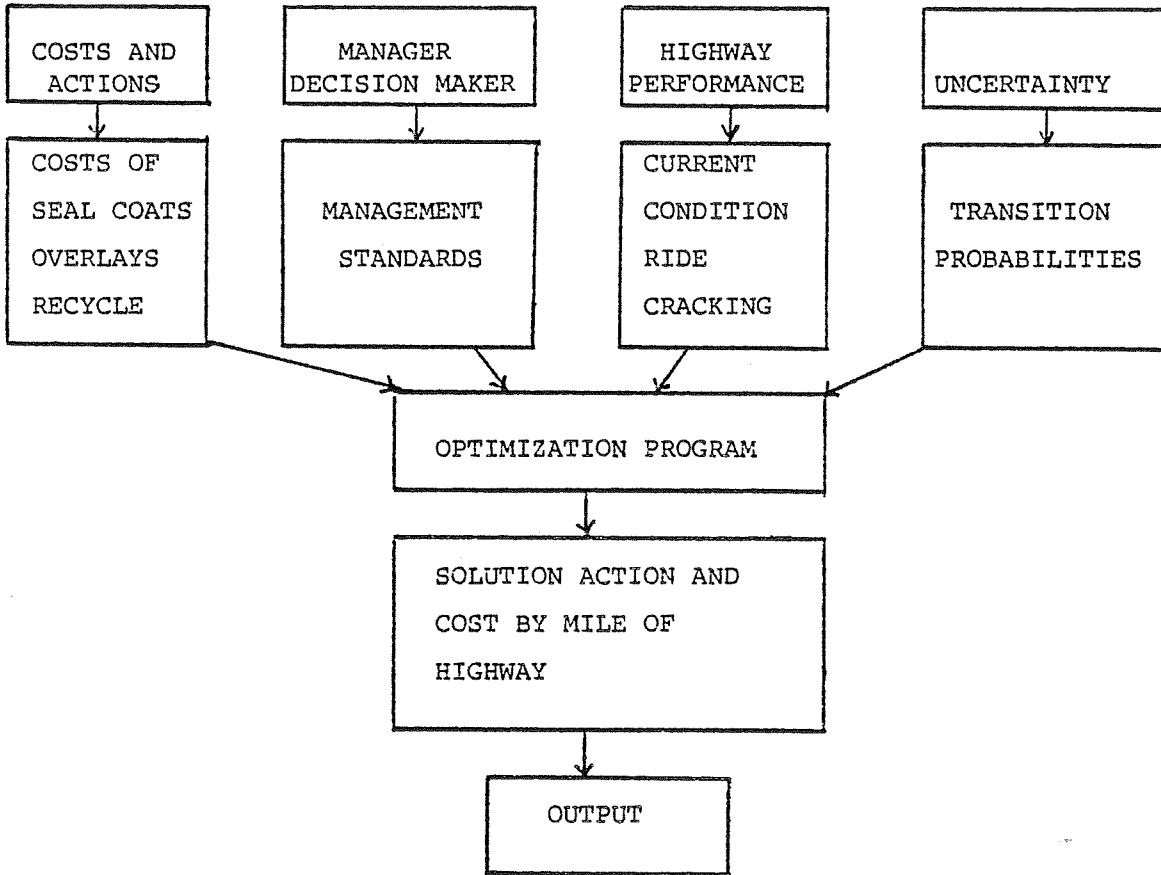 COSTS AND
ACTIONS
MANAGER
DECISION MAKER
HIGHWAY
PERFORMANCE
UNCERTAINTY
COSTS OF
SEAL COATS
OVERLAYS
RECYCLE
MANAGEMENT
STANDARDS
CURRENT
CONDITION
RIDE
CRACKING
TRANSITION
PROBABILITIES
OPTIMIZATION PROGRAM
SOLUTION ACTION AND
COST BY MILE OF
HIGHWAY
OUTPUT